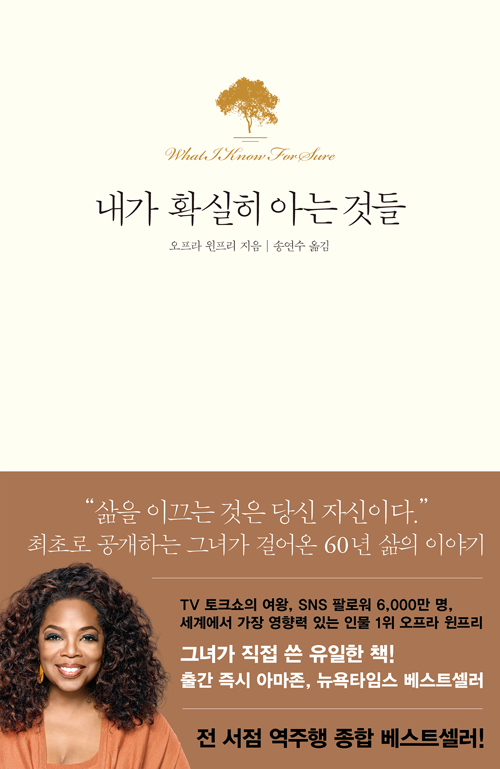 What I Know For Sure
내가 확실히 아는 것들
오프라 윈프리 지음 | 송연수 옮김
“삶을 이끄는 것은 당신 자신이다.”
최초로 공개하는 그녀가 걸어온 60년 삶의 이야기
TV 토크쇼의 여왕, SNS 팔로워 6,000만 명,
세계에서 가장 영향력 있는 인물 1위 오프라 윈프리
그녀가 직접 쓴 유일한 책!
출간 즉시 아마존, 뉴욕타임스 베스트셀러
전 서점 역주행 종합 베스트셀러!